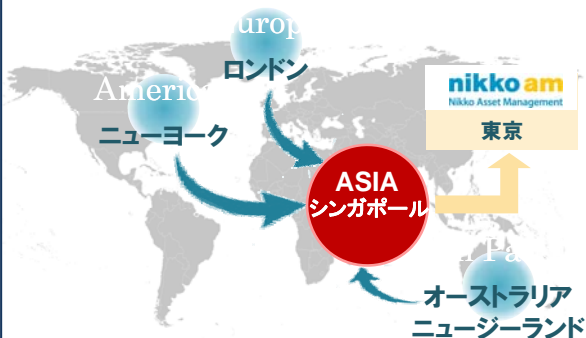 urop
ロンドン
Americ
ニューヨーク
nikko am
Nikko Asset Management
東京
ASIA
シンガポール
オーストラリア
ニュージーランド